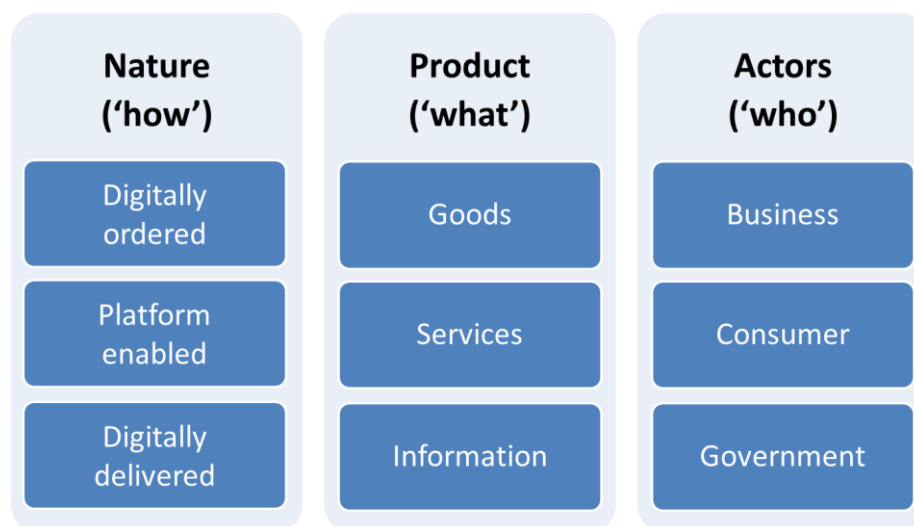 Nature
(‘how’)
Digitally
ordered
Platform
enabled
Digitally
delivered
Product
(‘what’)
Goods
Services
Information
Actors
(‘who’)
Business
Consumer
Government